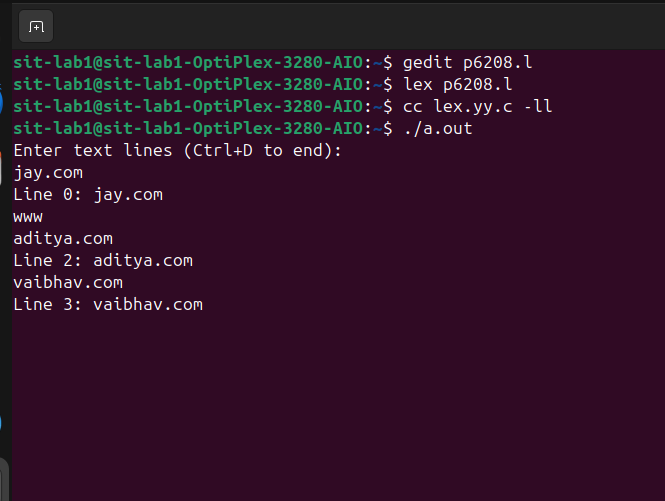 sit-lab1@sit-lab1-OptiPlex-3280-AIO:~$ gedit p6208.l
sit-lab1@sit-lab1-OptiPlex-3280-AIO:~$ lex p6208.l
sit-lab1@sit-lab1-OptiPlex-3280-AIO:~$ cc lex.yy.c -ll
sit-lab1@sit-lab1-OptiPlex-3280-AIO:~$ ./a.out
Enter text lines (Ctrl+D to end):
jay.com
Line 0: jay.com
www
aditya.com
Line 2: aditya.com
vaibhav.com
Line 3: vaibhav.com